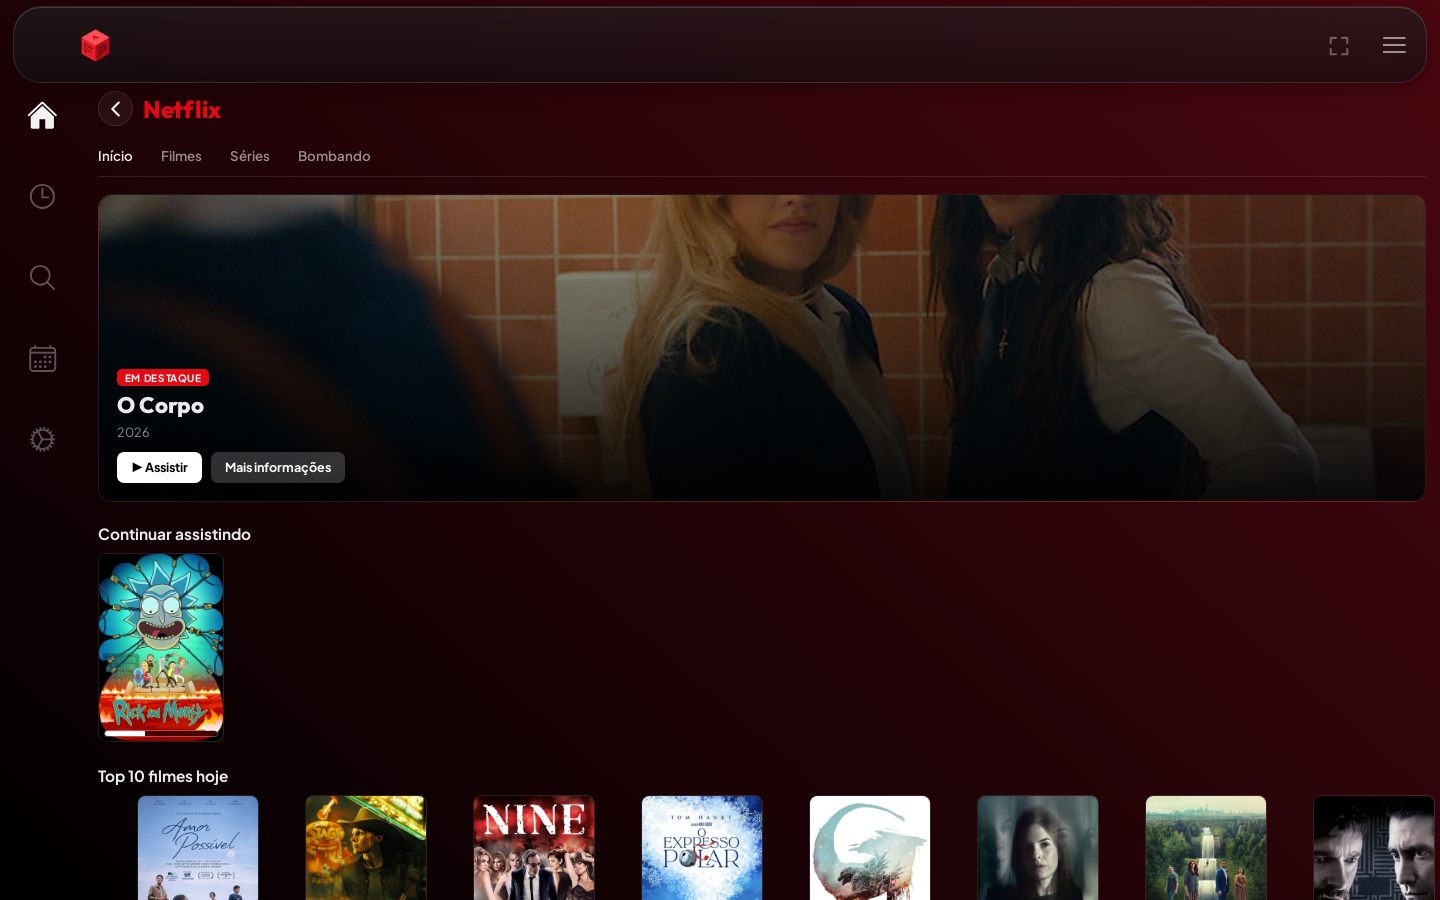 Netflix
Início
Filmes
Séries
Bombando
EM DESTAQUE
O Corpo
2026
Assistir
Mais informações
Continuar assistindo
Rick and Morty
Top 10 filmes hoje
Amor
Possível
NINE
TOM HANKS
O
EXPRESSO
POLAR